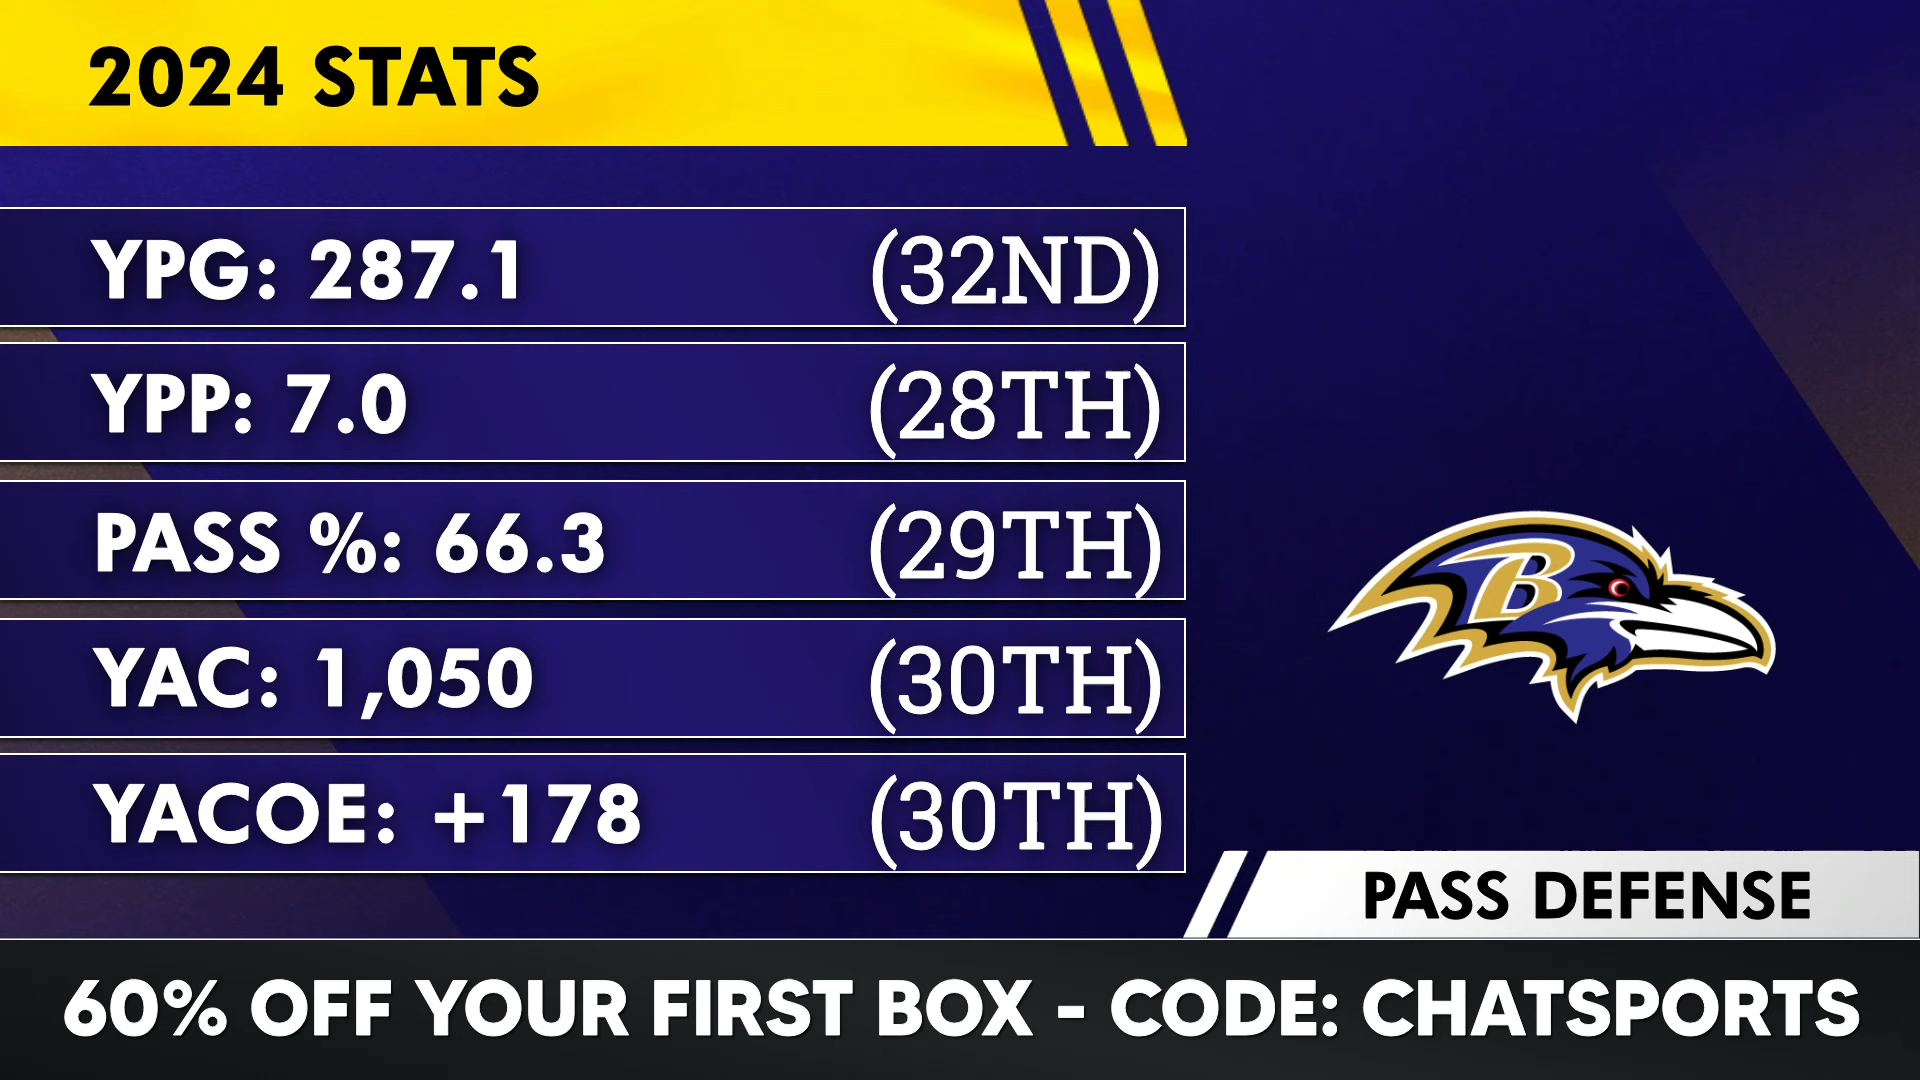 2024 STATS
YPG: 287.1 (32ND)
YPP: 7.0 (28TH)
PASS %: 66.3 (29TH)
YAC: 1,050 (30TH)
YACOE: +178 (30TH)
B
PASS DEFENSE
60% OFF YOUR FIRST BOX - CODE: CHATSPORTS